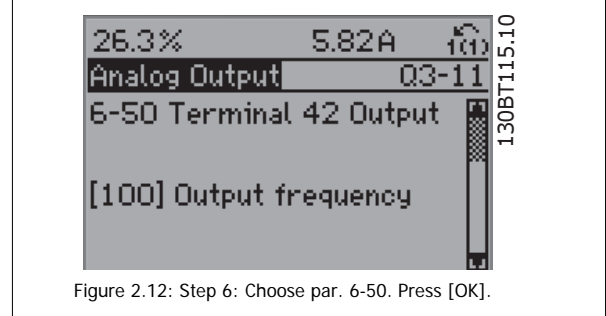 26.3% 5.82A 1(1)
Analog Output Q3-11
6-50 Terminal 42 Output
[100] Output frequency
130BT115.10
Figure 2.12: Step 6: Choose par. 6-50. Press [OK].